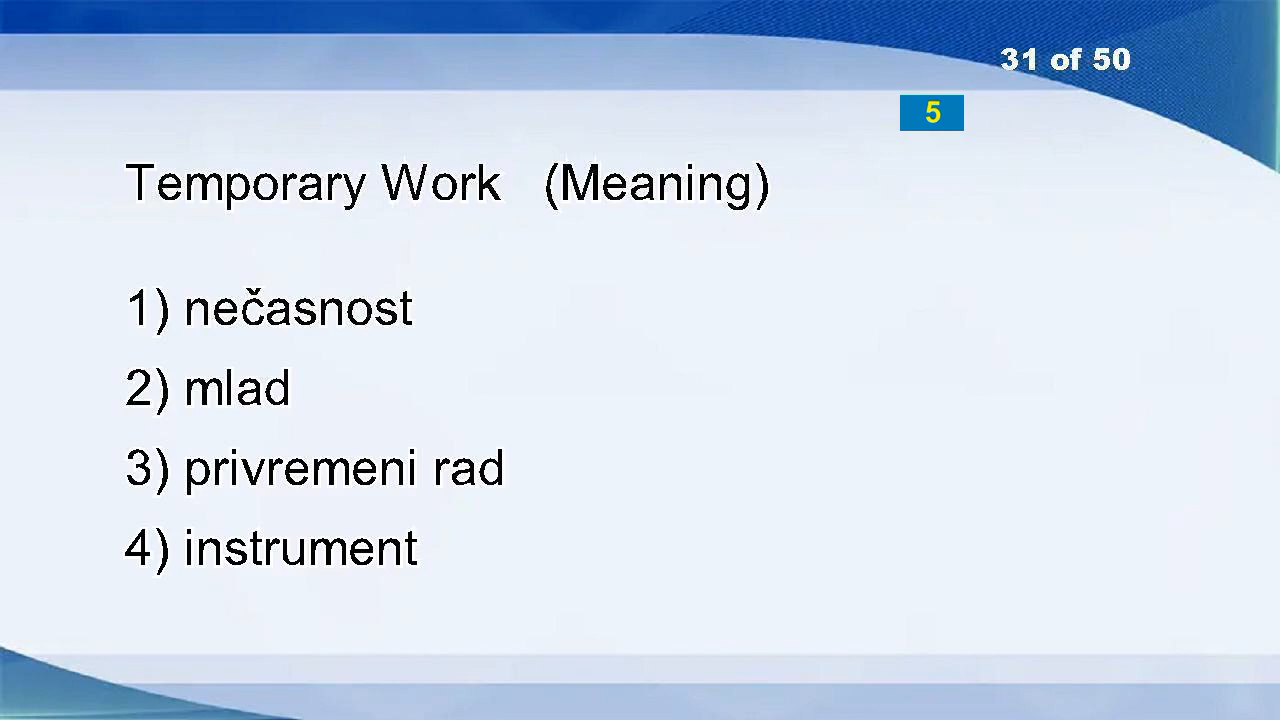 31 of 50
5
Temporary Work (Meaning)
1) nečasnost
2) mlad
3) privremeni rad
4) instrument